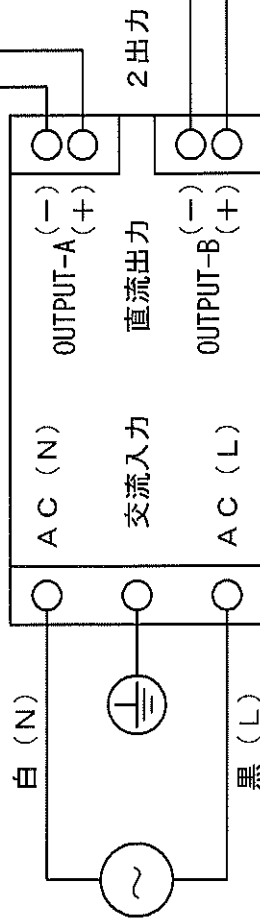 白 (N)
AC (N)
OUTPUT-A (−)
(+)
交流入力
直流出力
2出力
AC (L)
OUTPUT-B (−)
(+)
黒 (L)